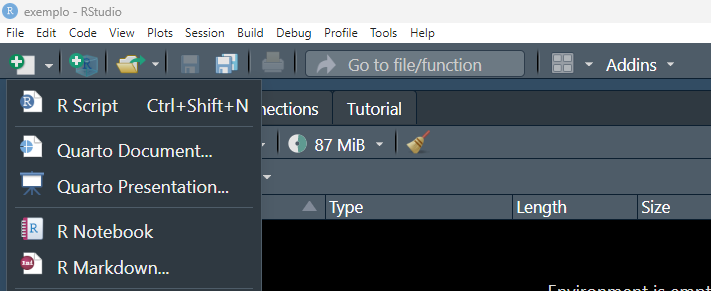 exemplo - RStudio
File Edit Code View Plots Session Build Debug Profile Tools Help
Go to file/function Addins
R Script Ctrl+Shift+N
nnections Tutorial
Quarto Document... 87 MiB
Quarto Presentation...
Type Length Size
R Notebook
R Markdown...
Environment is empt